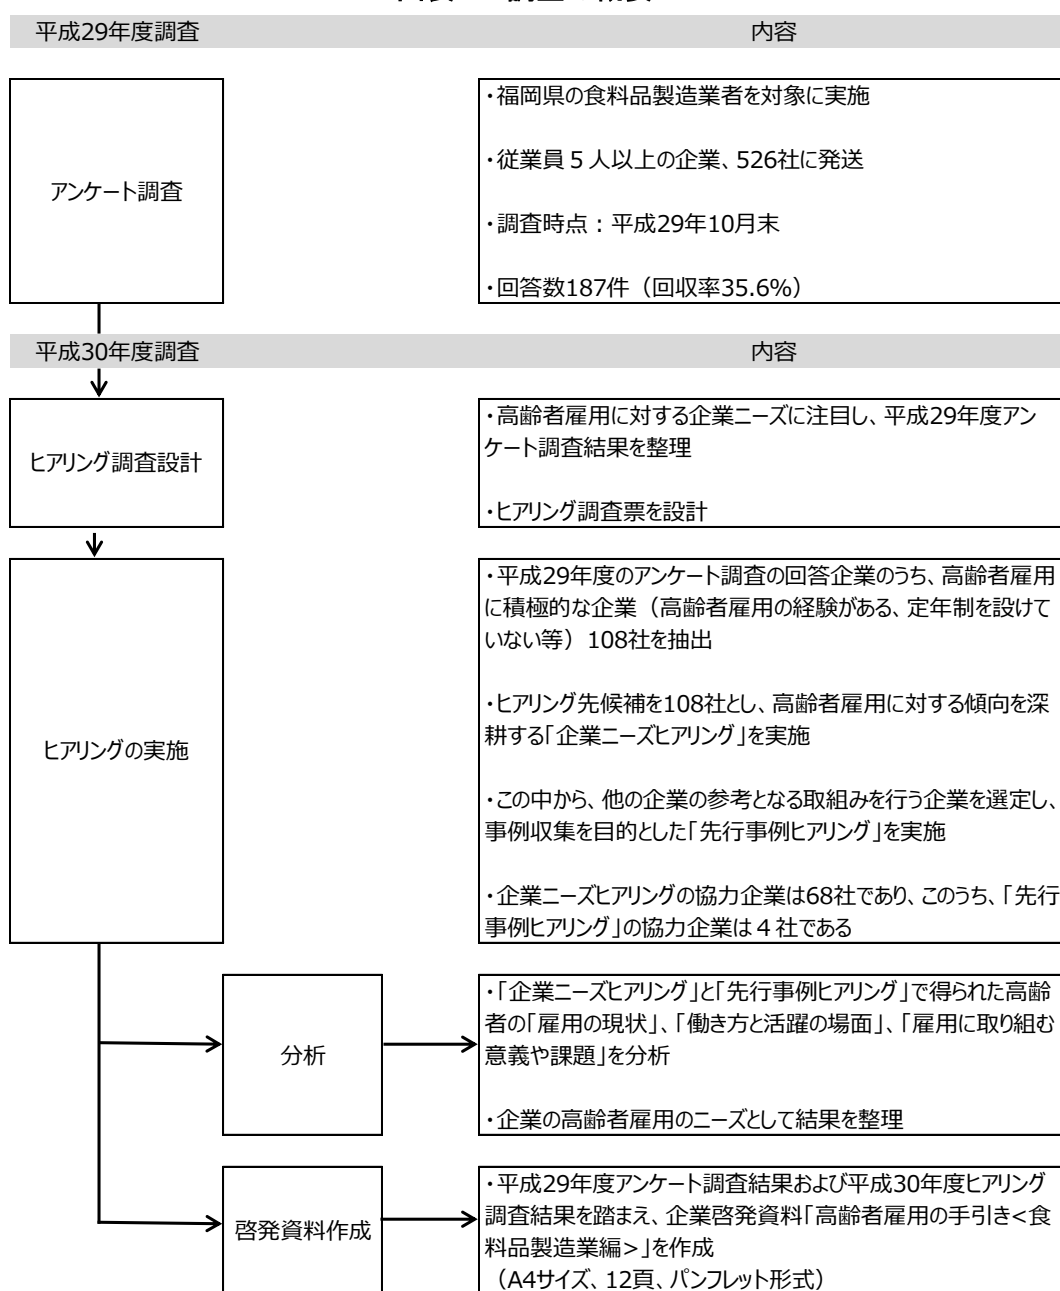 平成29年度調査 内容
アンケート調査
・福岡県の食料品製造業者を対象に実施
・従業員５人以上の企業、526社に発送
・調査時点：平成29年10月末
・回答数187件（回収率35.6%）
平成30年度調査 内容
ヒアリング調査設計
・高齢者雇用に対する企業ニーズに注目し、平成29年度アン
ケート調査結果を整理
・ヒアリング調査票を設計
ヒアリングの実施
・平成29年度のアンケート調査の回答企業のうち、高齢者雇用
に積極的な企業（高齢者雇用の経験がある、定年制を設けて
いない等）108社を抽出
・ヒアリング先候補を108社とし、高齢者雇用に対する傾向を深
耕する「企業ニーズヒアリング」を実施
・この中から、他の企業の参考となる取組みを行う企業を選定し、
事例収集を目的とした「先行事例ヒアリング」を実施
・企業ニーズヒアリングの協力企業は68社であり、このうち、「先行
事例ヒアリング」の協力企業は４社である
分析
・「企業ニーズヒアリング」と「先行事例ヒアリング」で得られた高齢
者の「雇用の現状」、「働き方と活躍の場面」、「雇用に取り組む
意義や課題」を分析
・企業の高齢者雇用のニーズとして結果を整理
啓発資料作成
・平成29年度アンケート調査結果および平成30年度ヒアリング
調査結果を踏まえ、企業啓発資料「高齢者雇用の手引き<食
料品製造業編>」を作成
（A4サイズ、12頁、パンフレット形式）